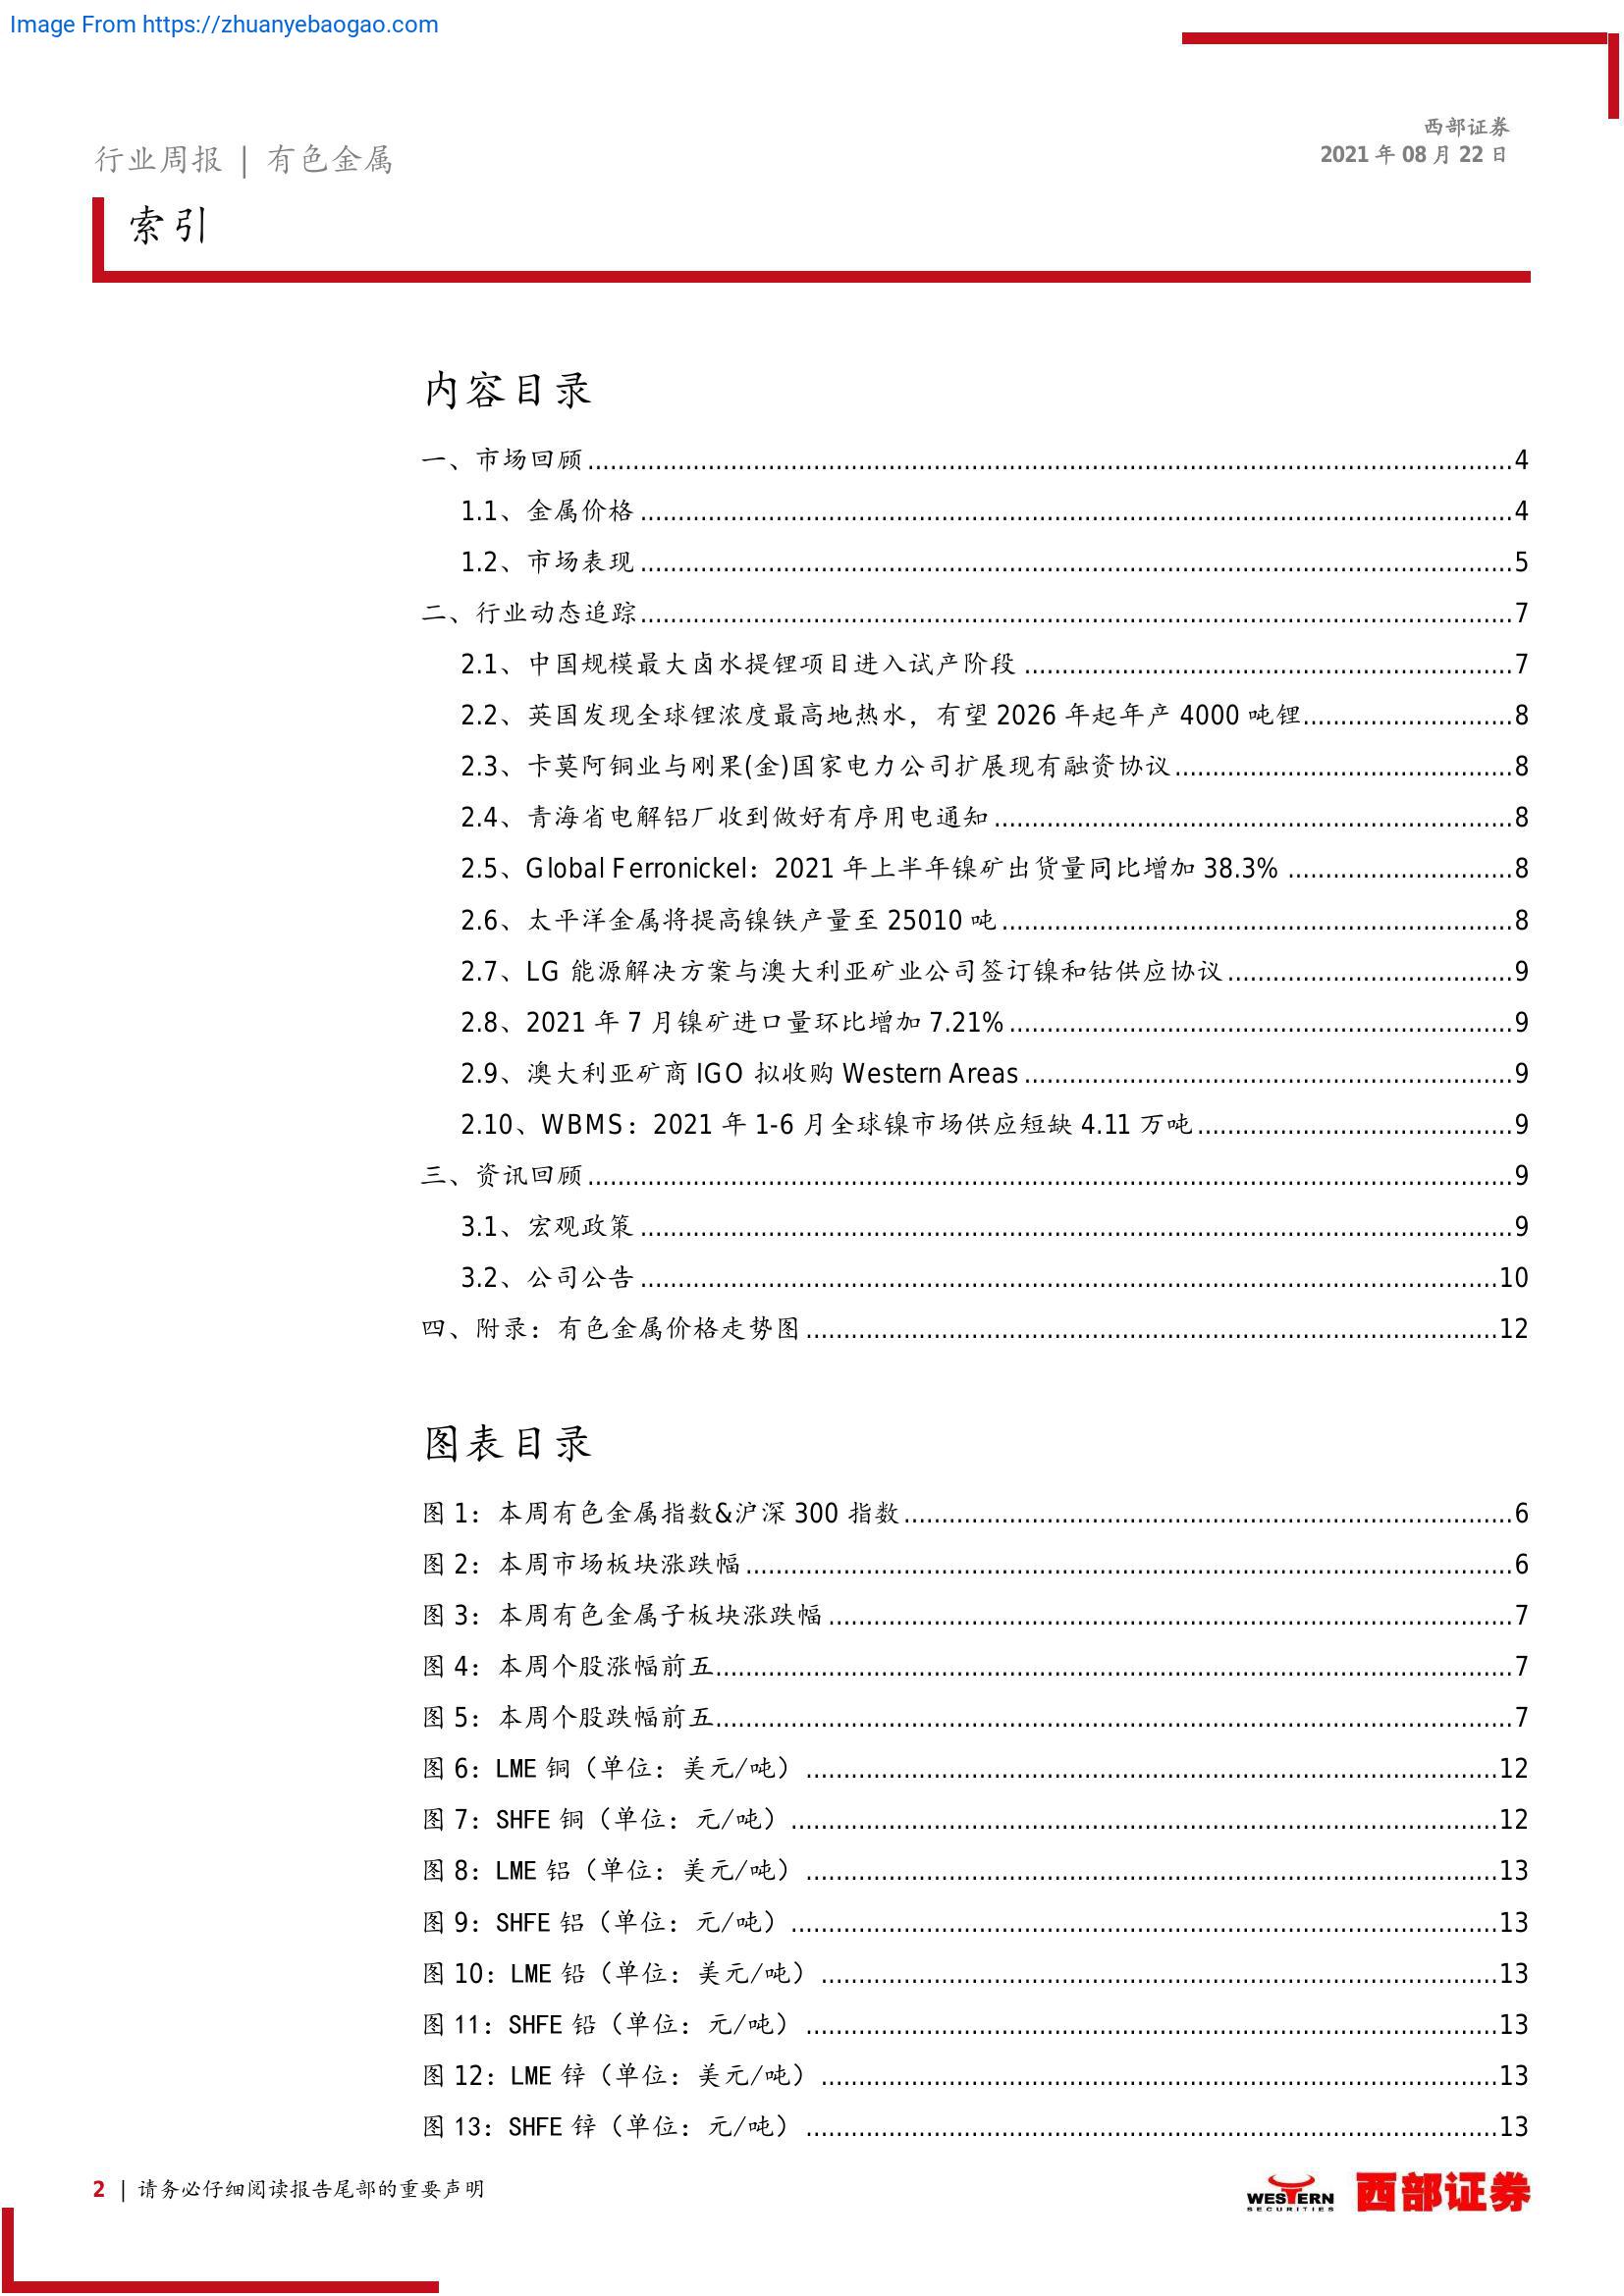 Image From https://zhuanyebaogao.com
西部证券
2021 年 08 月 22 日
行业周报 | 有色金属
索引
内容目录
一、市场回顾 4
1.1、金属价格 4
1.2、市场表现 5
二、行业动态追踪 7
2.1、中国规模最大卤水提锂项目进入试产阶段 7
2.2、英国发现全球锂浓度最高地热水，有望 2026 年起年产 4000 吨锂 8
2.3、卡莫阿铜业与刚果(金)国家电力公司扩展现有融资协议 8
2.4、青海省电解铝厂收到做好有序用电通知 8
2.5、Global Ferronickel：2021 年上半年镍矿出货量同比增加 38.3% 8
2.6、太平洋金属将提高镍铁产量至 25010 吨 8
2.7、LG 能源解决方案与澳大利亚矿业公司签订镍和钴供应协议 9
2.8、2021 年 7 月镍矿进口量环比增加 7.21% 9
2.9、澳大利亚矿商 IGO 拟收购 Western Areas 9
2.10、WBMS：2021 年 1-6 月全球镍市场供应短缺 4.11 万吨 9
三、资讯回顾 9
3.1、宏观政策 9
3.2、公司公告 10
四、附录：有色金属价格走势图 12
图表目录
图 1：本周有色金属指数&沪深 300 指数 6
图 2：本周市场板块涨跌幅 6
图 3：本周有色金属子板块涨跌幅 7
图 4：本周个股涨幅前五 7
图 5：本周个股跌幅前五 7
图 6：LME 铜（单位：美元/吨） 12
图 7：SHFE 铜（单位：元/吨） 12
图 8：LME 铝（单位：美元/吨） 13
图 9：SHFE 铝（单位：元/吨） 13
图 10：LME 铅（单位：美元/吨） 13
图 11：SHFE 铅（单位：元/吨） 13
图 12：LME 锌（单位：美元/吨） 13
图 13：SHFE 锌（单位：元/吨） 13
2 | 请务必仔细阅读报告尾部的重要声明
WESTERN
SECURITIES
西部证券